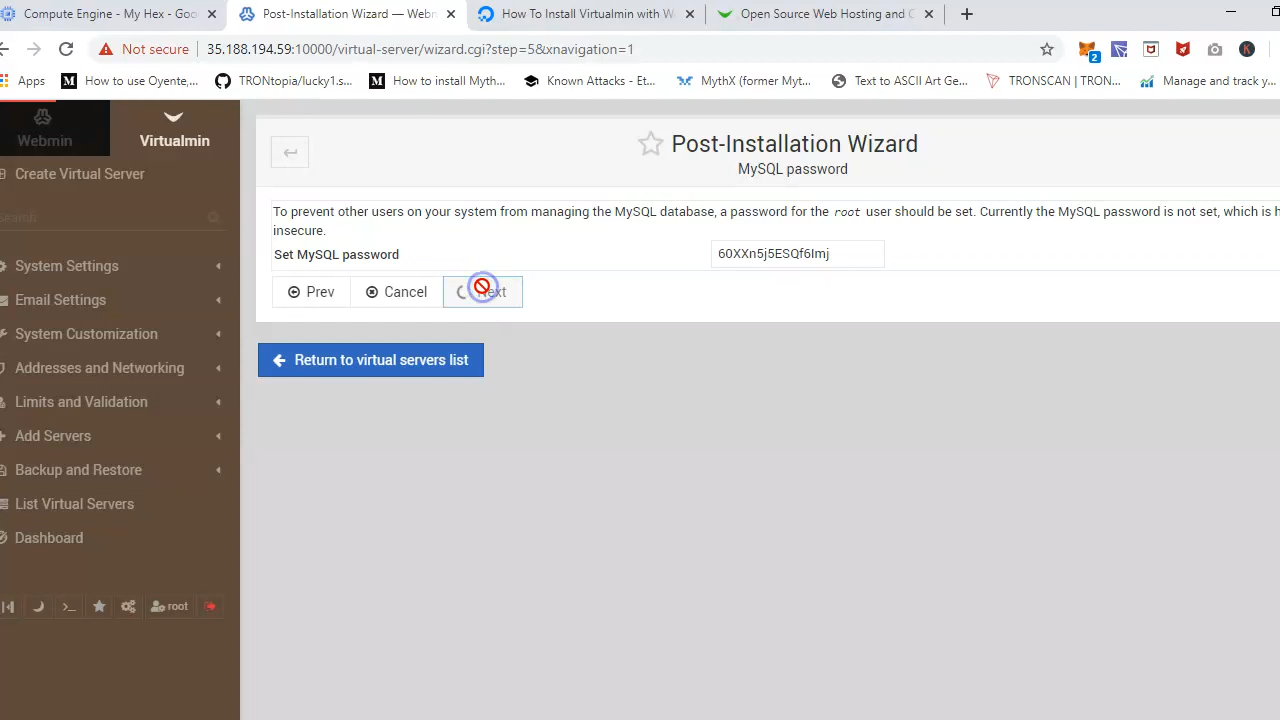 Compute Engine - My Hex - Goo
Post-Installation Wizard — Webm
How To Install Virtualmin with W
Open Source Web Hosting and C
Not secure
35.188.194.59:10000/virtual-server/wizard.cgi?step=5&xnavigation=1
2
K
Apps
How to use Oyente,...
TRONtopia/lucky1.s...
How to install Myth...
Known Attacks - Et...
MythX (former Myt...
Text to ASCII Art Ge...
TRONSCAN | TRON...
Manage and track y...
Webmin
Virtualmin
Create Virtual Server
Search
System Settings
Email Settings
System Customization
Addresses and Networking
Limits and Validation
Add Servers
Backup and Restore
List Virtual Servers
Dashboard
root
Post-Installation Wizard
MySQL password
To prevent other users on your system from managing the MySQL database, a password for the root user should be set. Currently the MySQL password is not set, which is h
insecure.
Set MySQL password
60XXn5j5ESQf6Imj
Prev
Cancel
Next
Return to virtual servers list